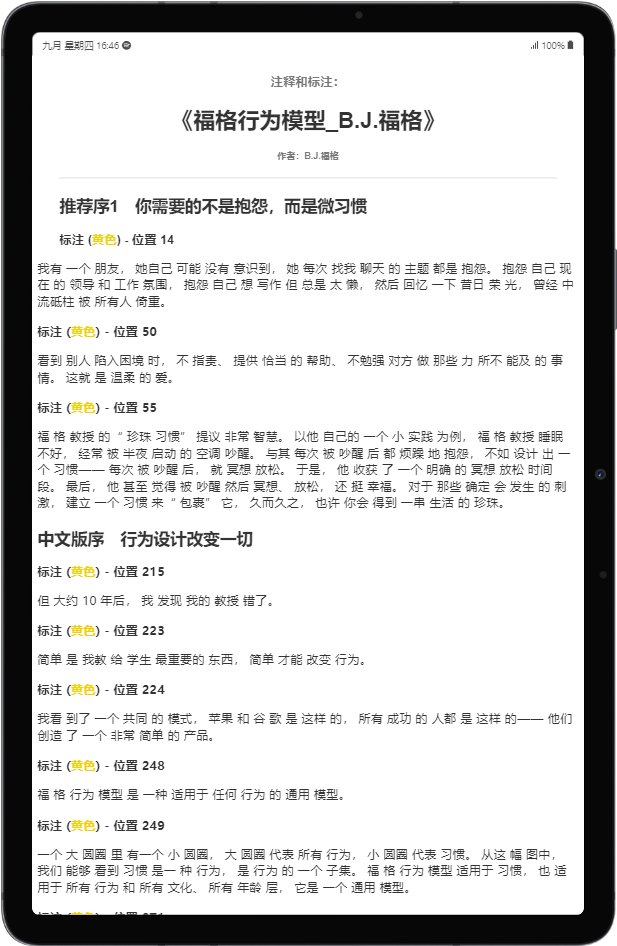 九月 星期四 16:46
100%
注释和标注：
《福格行为模型_B.J.福格》
作者：B.J.福格
推荐序1 你需要的不是抱怨，而是微习惯
标注 (黄色) - 位置 14
我有 一个 朋友， 她自己 可能 没有 意识到， 她 每次 找我 聊天 的 主题 都是 抱怨。 抱怨 自己 现
在 的 领导 和 工作 氛围， 抱怨 自己 想 写作 但 总是 太 懒， 然后 回忆 一下 昔日 荣 光， 曾经 中
流砥柱 被 所有人 倚重。
标注 (黄色) - 位置 50
看到 别人 陷入困境 时， 不 指责、 提供 恰当 的 帮助、 不勉强 对方 做 那些 力 所不 能及 的 事
情。 这就 是 温柔 的 爱。
标注 (黄色) - 位置 55
福 格 教授 的 “ 珍珠 习惯” 提议 非常 智慧。 以他 自己的 一个 小 实践 为例， 福 格 教授 睡眠
不好， 经常 被 半夜 启动 的 空调 吵醒。 与其 每次 被 吵醒 后 都 烦躁 地 抱怨， 不如 设计 出 一
个 习惯—— 每次 被 吵醒 后， 就 冥想 放松。 于是， 他 收获 了 一个 明确 的 冥想 放松 时间
段。 最后， 他 甚至 觉得 被 吵醒 然后 冥想、 放松， 还 挺 幸福。 对于 那些 确定 会 发生 的 刺
激， 建立 一个 习惯 来 “ 包裹” 它， 久而久之， 也许 你会 得到 一串 生活 的 珍珠。
中文版序 行为设计改变一切
标注 (黄色) - 位置 215
但 大约 10 年后， 我 发现 我的 教授 错了。
标注 (黄色) - 位置 223
简单 是 我教 给 学生 最重要的 东西， 简单 才能 改变 行为。
标注 (黄色) - 位置 224
我看 到了 一个 共同 的 模式， 苹果 和 谷 歌 是 这样 的， 所有 成功 的 人都 是 这样 的—— 他们
创造 了 一个 非常 简单 的 产品。
标注 (黄色) - 位置 248
福 格 行为 模型 是 一种 适用于 任何 行为 的 通用 模型。
标注 (黄色) - 位置 249
一个 大 圆圈 里 有一个 小 圆圈， 大 圆圈 代表 所有 行为， 小 圆圈 代表 习惯。 从这 幅 图中，
我们 能够 看到 习惯 是一 种 行为， 是 行为 的 一个 子集。 福 格 行为 模型 适用于 习惯， 也 适
用于 所有 行为 和 所有 文化、 所有 年龄 层， 它是 一个 通用 模型。